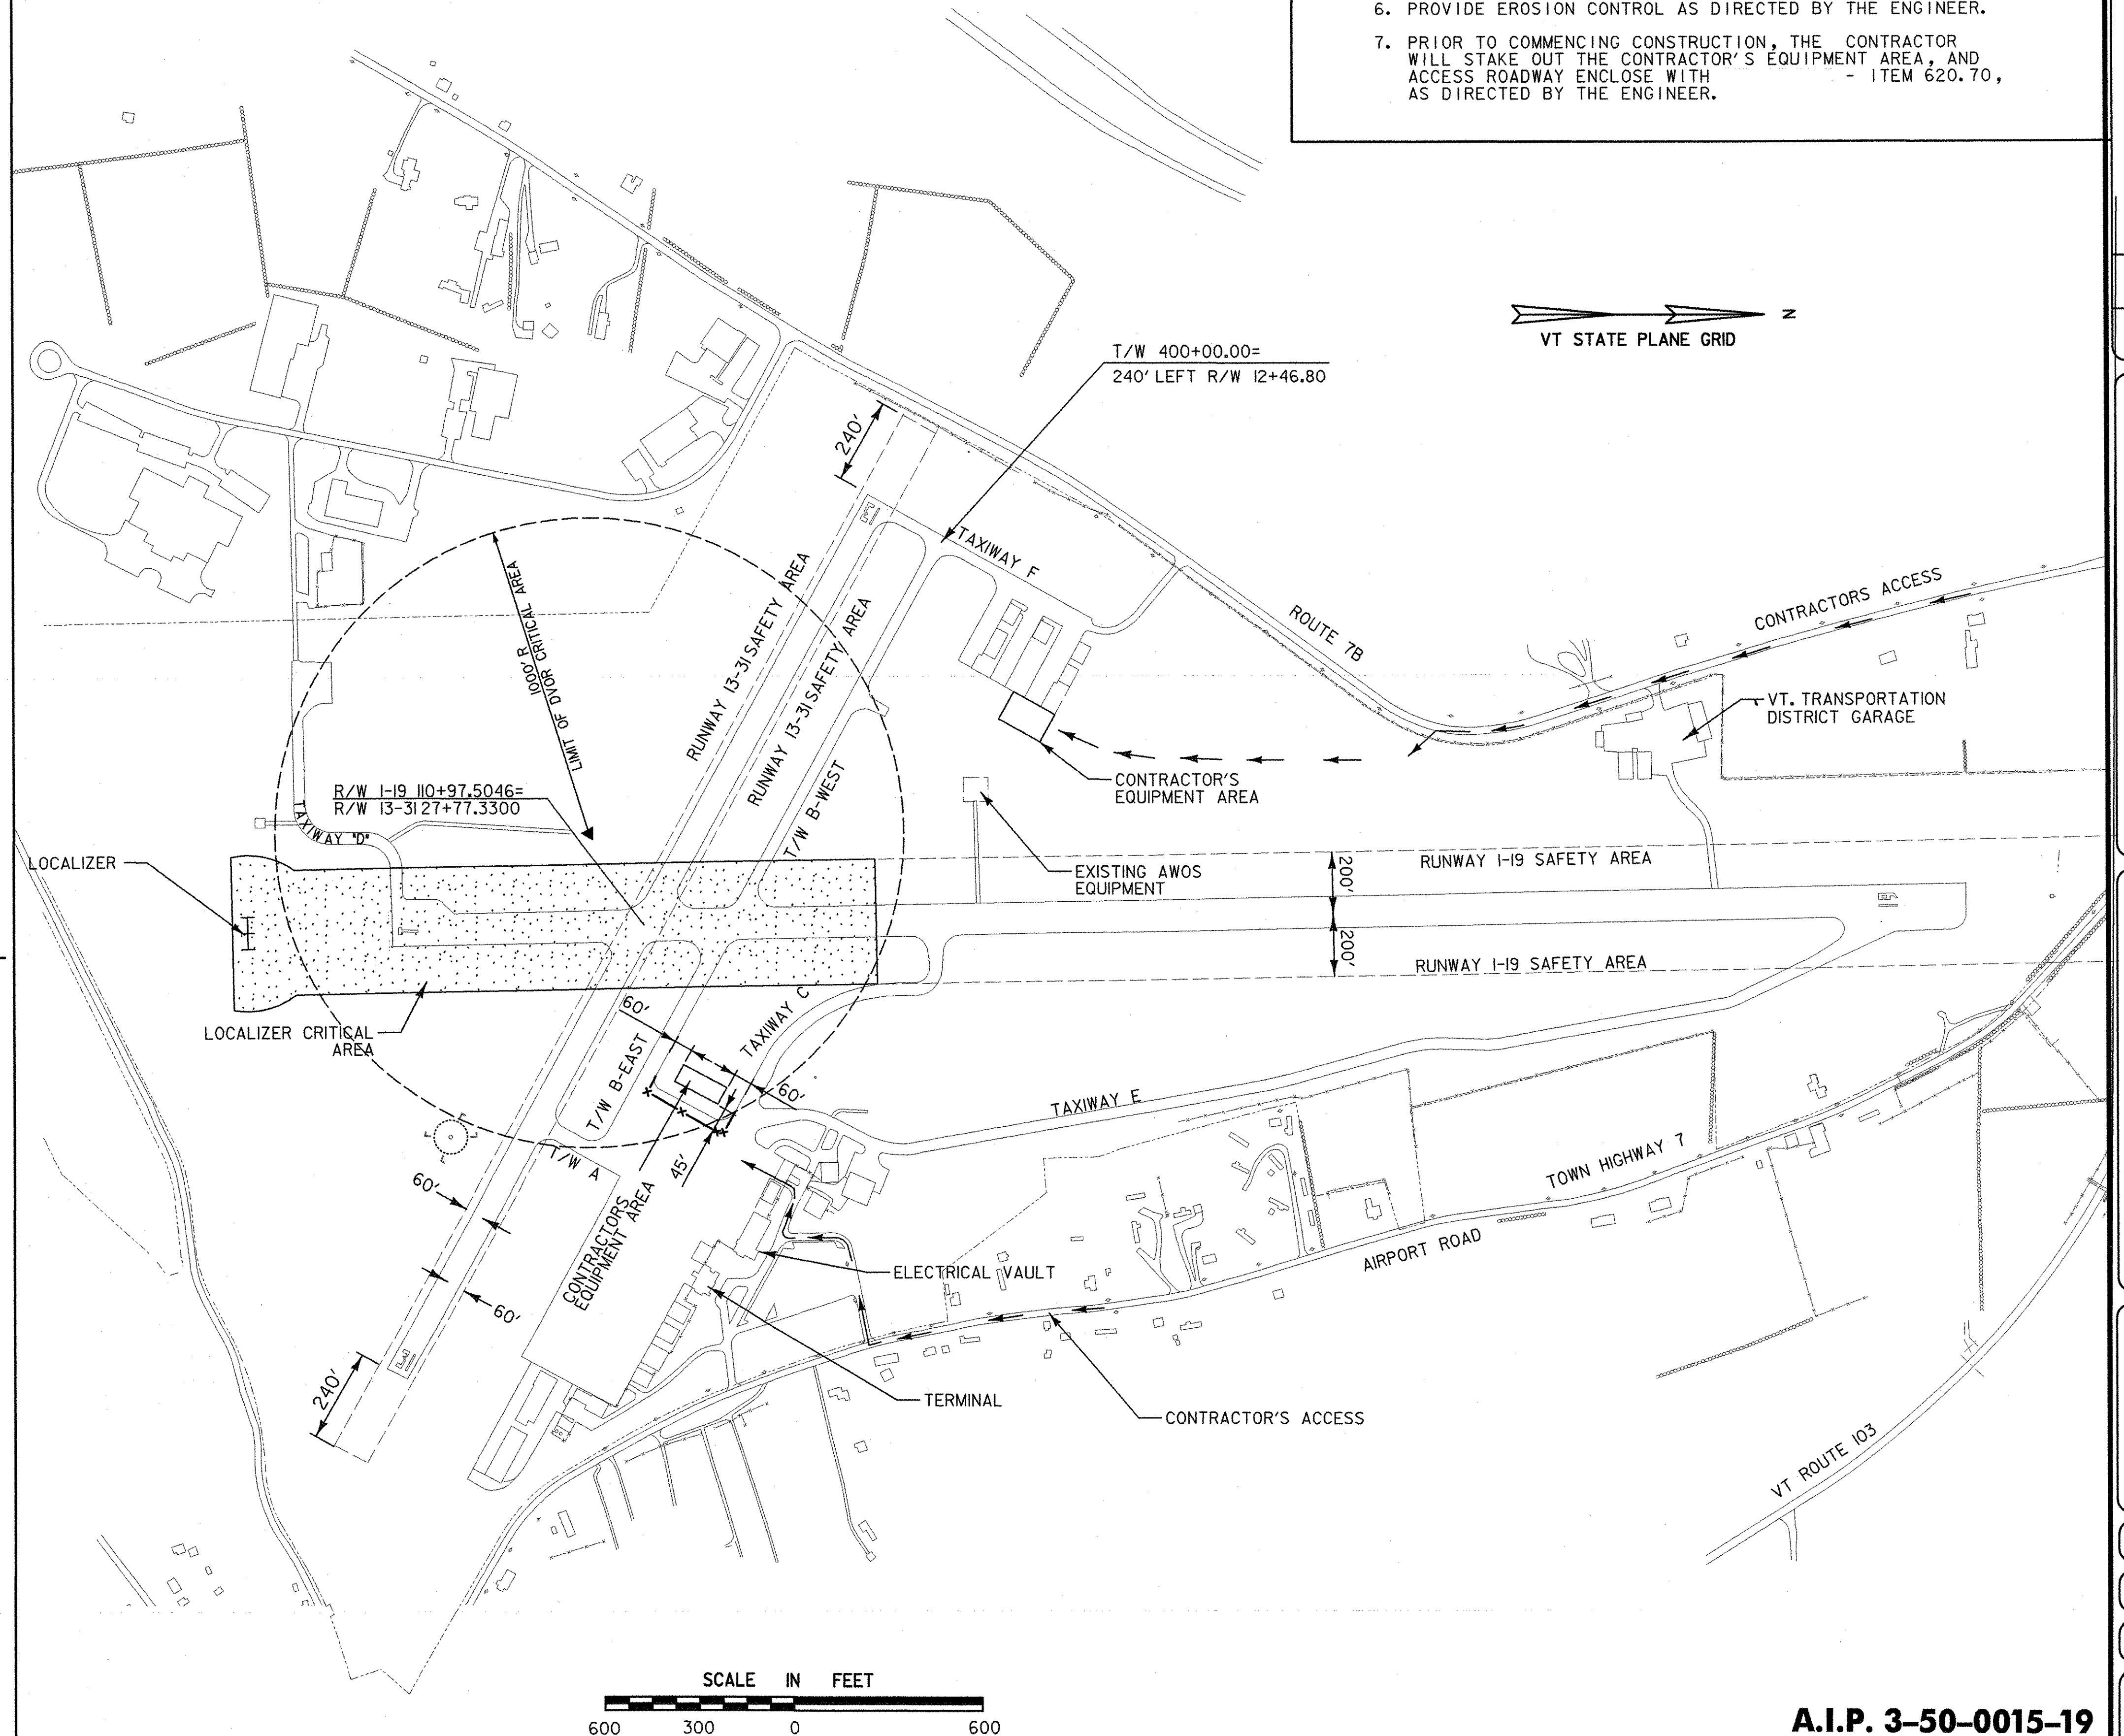 6. PROVIDE EROSION CONTROL AS DIRECTED BY THE ENGINEER.
7. PRIOR TO COMMENCING CONSTRUCTION, THE CONTRACTOR
WILL STAKE OUT THE CONTRACTOR'S EQUIPMENT AREA, AND
ACCESS ROADWAY ENCLOSE WITH - ITEM 620.70,
AS DIRECTED BY THE ENGINEER.
N
VT STATE PLANE GRID
T/W 400+00.00=
240' LEFT R/W 12+46.80
240'
TAXIWAY F
RUNWAY 13-31 SAFETY AREA
RUNWAY 13-31 SAFETY AREA
1000' R
LIMIT OF DVOR CRITICAL AREA
ROUTE 7B
CONTRACTORS ACCESS
VT. TRANSPORTATION
DISTRICT GARAGE
CONTRACTOR'S
EQUIPMENT AREA
R/W 1-19 110+97.5046=
R/W 13-31 27+77.3300
T/W B-WEST
TAXIWAY "D"
LOCALIZER
EXISTING AWOS
EQUIPMENT
200'
RUNWAY 1-19 SAFETY AREA
200'
RUNWAY 1-19 SAFETY AREA
LOCALIZER CRITICAL
AREA
60'
TAXIWAY C
T/W B-EAST
60'
TAXIWAY E
T/W A
45'
60'
TOWN HIGHWAY 7
CONTRACTORS
EQUIPMENT AREA
AIRPORT ROAD
ELECTRICAL VAULT
60'
240'
TERMINAL
CONTRACTOR'S ACCESS
VT ROUTE 103
SCALE IN FEET
600 300 0 600
A.I.P. 3-50-0015-19